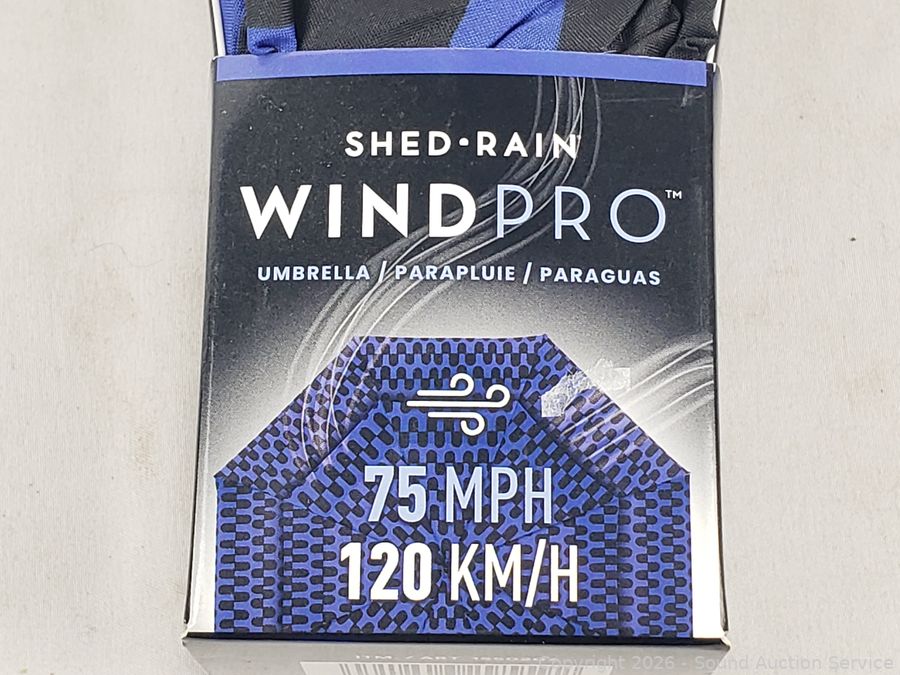 SHED•RAIN
WINDPRO™
UMBRELLA / PARAPLUIE / PARAGUAS
75 MPH
120 KM/H
Copyright 2026 - Sound Auction Service